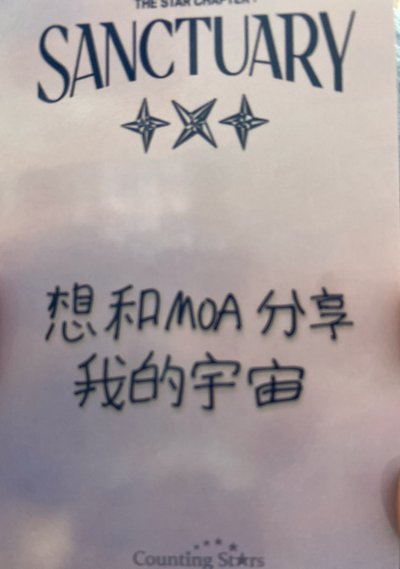 THE STAR CHAPTER :
SANCTUARY
想和MOA分享
我的宇宙
Counting Stars